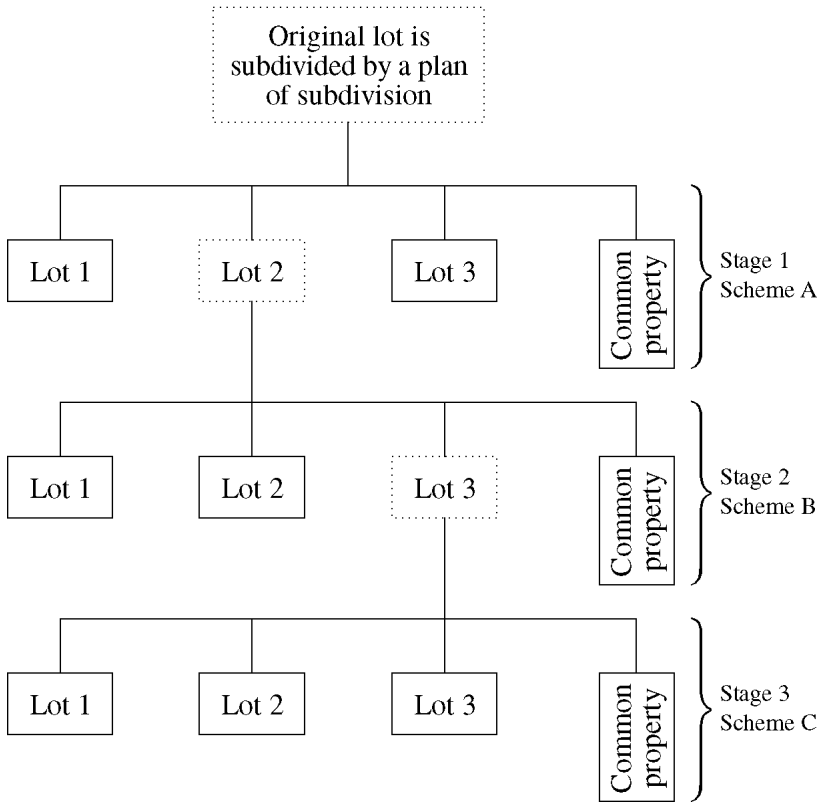 Original lot is
subdivided by a plan
of subdivision
Lot 1
Lot 2
Lot 3
Common
property
Stage 1
Scheme A
Lot 1
Lot 2
Lot 3
Common
property
Stage 2
Scheme B
Lot 1
Lot 2
Lot 3
Common
property
Stage 3
Scheme C